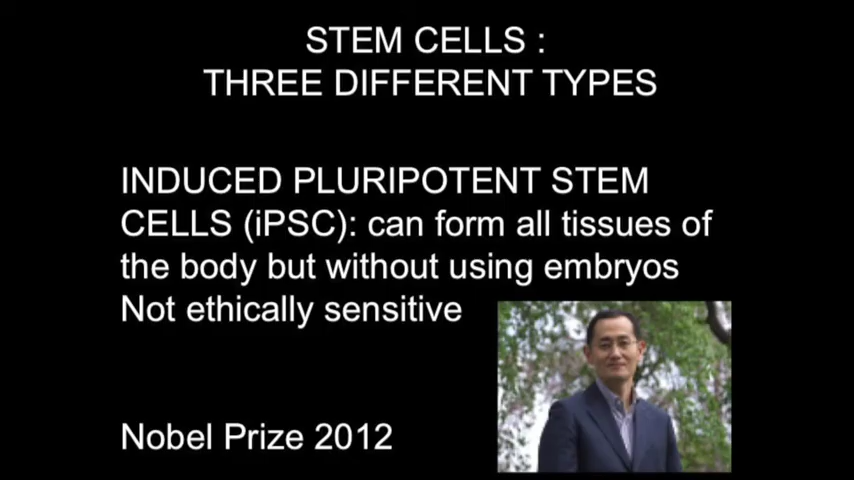 STEM CELLS :
THREE DIFFERENT TYPES
INDUCED PLURIPOTENT STEM
CELLS (iPSC): can form all tissues of
the body but without using embryos
Not ethically sensitive
Nobel Prize 2012